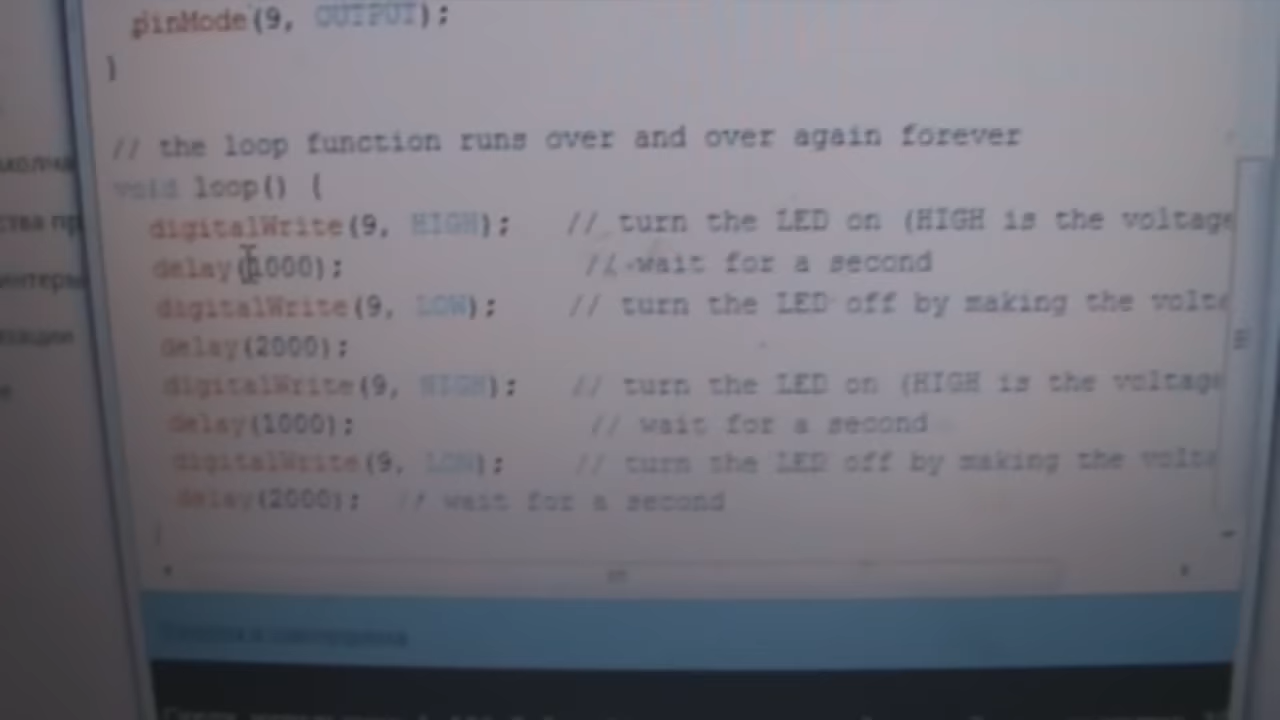 pinMode(9, OUTPUT);
}
// the loop function runs over and over again forever
void loop() {
digitalWrite(9, HIGH); // turn the LED on (HIGH is the voltage
delay(1000); // wait for a second
digitalWrite(9, LOW); // turn the LED off by making the volta
delay(2000);
digitalWrite(9, HIGH); // turn the LED on (HIGH is the voltage
delay(1000); // wait for a second
digitalWrite(9, LOW); // turn the LED off by making the volta
delay(2000); // wait for a second
}